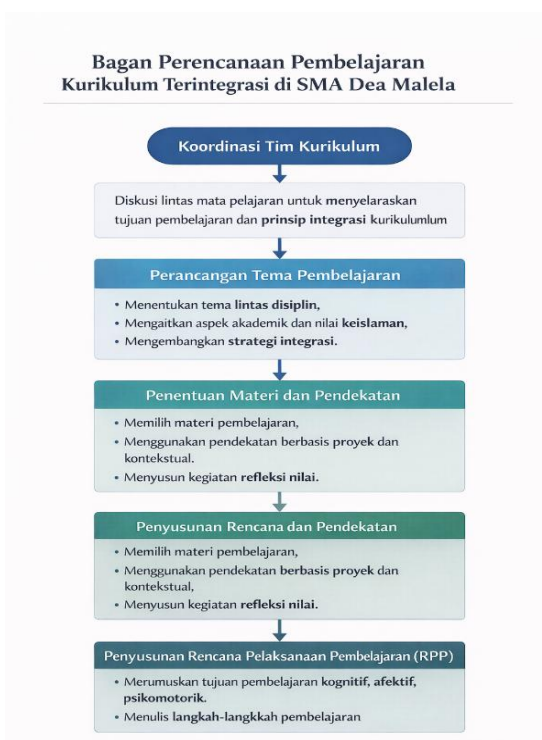 Bagan Perencanaan Pembelajaran
Kurikulum Terintegrasi di SMA Dea Malela
Koordinasi Tim Kurikulum
Diskusi lintas mata pelajaran untuk menyelaraskan
tujuan pembelajaran dan prinsip integrasi kurikulumlum
Perancangan Tema Pembelajaran
• Menentukan tema lintas disiplin,
• Mengaitkan aspek akademik dan nilai keislaman,
• Mengembangkan strategi integrasi.
Penentuan Materi dan Pendekatan
• Memilih materi pembelajaran,
• Menggunakan pendekatan berbasis proyek dan
kontekstual.
• Menyusun kegiatan refleksi nilai.
Penyusunan Rencana dan Pendekatan
• Memilih materi pembelajaran,
• Menggunakan pendekatan berbasis proyek dan
kontekstual,
• Menyusun kegiatan refleksi nilai.
Penyusunan Rencana Pelaksanaan Pembelajaran (RPP)
• Merumuskan tujuan pembelajaran kognitif, afektif,
psikomotorik.
• Menulis langkah-langkkah pembelajaran